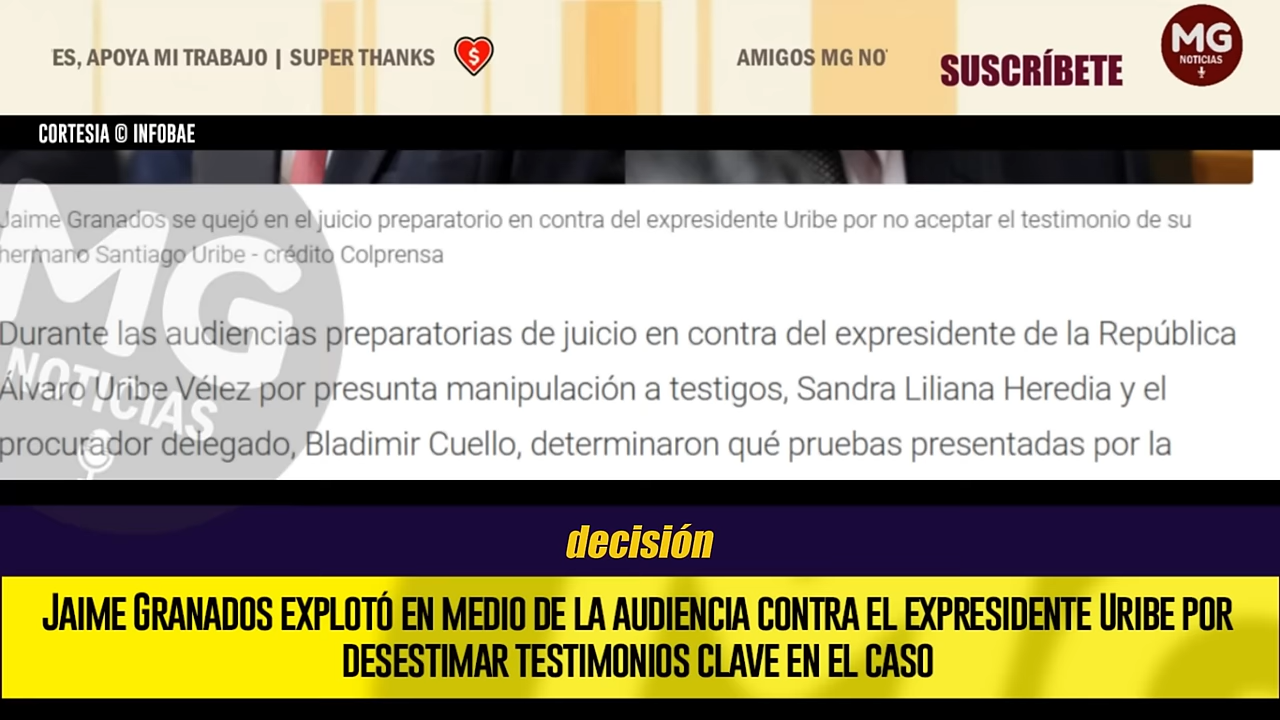 ES, APOYA MI TRABAJO | SUPER THANKS
$
AMIGOS MG NO
SUSCRÍBETE
MG
NOTICIAS
CORTESIA © INFOBAE
Jaime Granados se quejó en el juicio preparatorio en contra del expresidente Uribe por no aceptar el testimonio de su
hermano Santiago Uribe - crédito Colprensa
MG
NOTICIAS
Durante las audiencias preparatorias de juicio en contra del expresidente de la República
Álvaro Uribe Vélez por presunta manipulación a testigos, Sandra Liliana Heredia y el
procurador delegado, Bladimir Cuello, determinaron qué pruebas presentadas por la
decisión
JAIME GRANADOS EXPLOTÓ EN MEDIO DE LA AUDIENCIA CONTRA EL EXPRESIDENTE URIBE POR
DESESTIMAR TESTIMONIOS CLAVE EN EL CASO